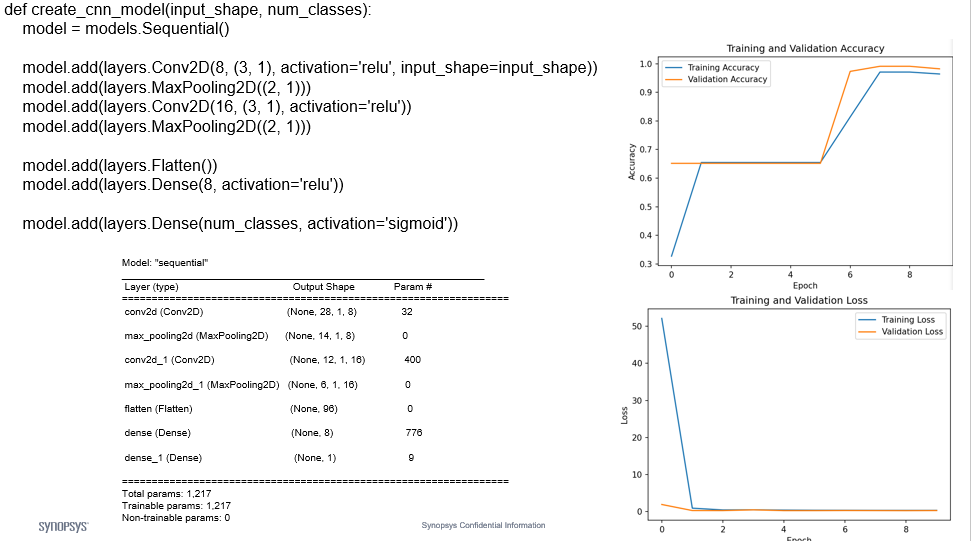 def create_cnn_model(input_shape, num_classes):
model = models.Sequential()
model.add(layers.Conv2D(8, (3, 1), activation='relu', input_shape=input_shape))
model.add(layers.MaxPooling2D((2, 1)))
model.add(layers.Conv2D(16, (3, 1), activation='relu'))
model.add(layers.MaxPooling2D((2, 1)))
model.add(layers.Flatten())
model.add(layers.Dense(8, activation='relu'))
model.add(layers.Dense(num_classes, activation='sigmoid'))
Model: "sequential"
Layer (type) Output Shape Param #
conv2d (Conv2D) (None, 28, 1, 8) 32
max_pooling2d (MaxPooling2D) (None, 14, 1, 8) 0
conv2d_1 (Conv2D) (None, 12, 1, 16) 400
max_pooling2d_1 (MaxPooling2D) (None, 6, 1, 16) 0
flatten (Flatten) (None, 96) 0
dense (Dense) (None, 8) 776
dense_1 (Dense) (None, 1) 9
Total params: 1,217
Trainable params: 1,217
Non-trainable params: 0
SYNOPSYS
Synopsys Confidential Information
Training and Validation Accuracy
Training Accuracy
Validation Accuracy
Accuracy
1.0
0.9
0.8
0.7
0.6
0.5
0.4
0.3
0 2 4 6 8
Epoch
Training and Validation Loss
Training Loss
Validation Loss
Loss
50
40
30
20
10
0
0 2 4 6 8
Epoch